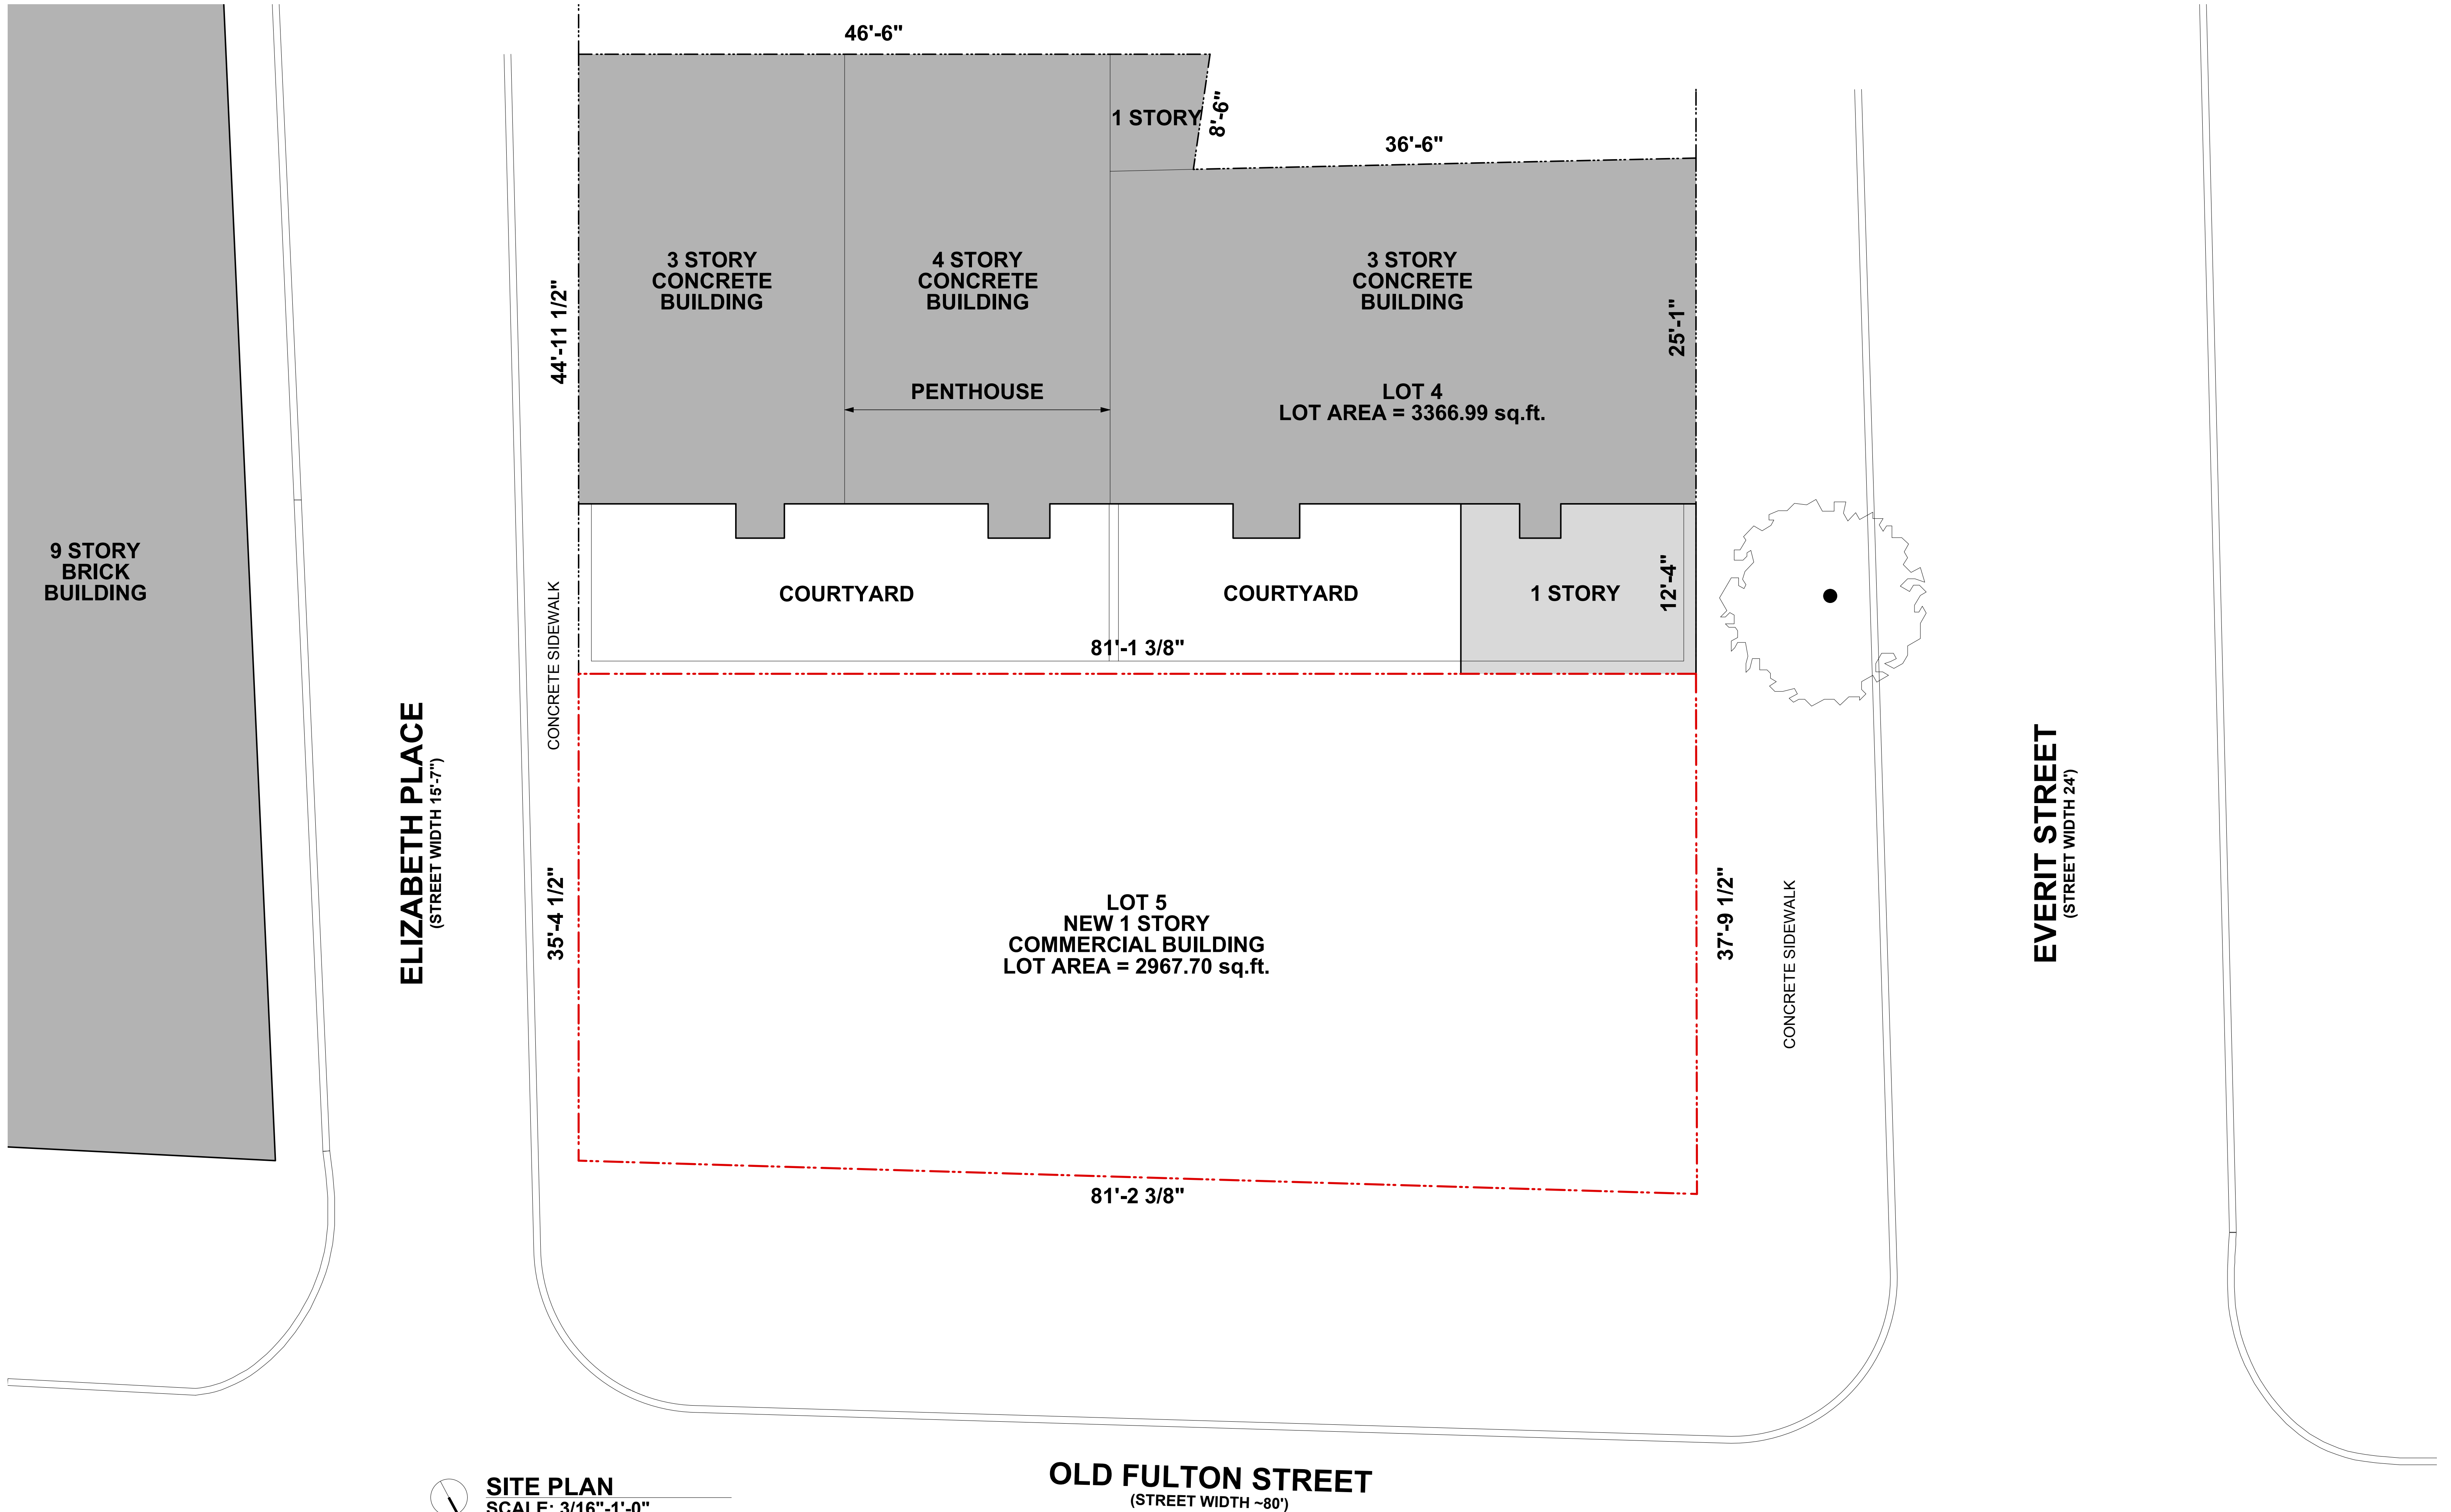 46'-6"
1 STORY
8'-6"
36'-6"
3 STORY
CONCRETE
BUILDING
4 STORY
CONCRETE
BUILDING
3 STORY
CONCRETE
BUILDING
44'-11 1/2"
25'-1"
PENTHOUSE
LOT 4
LOT AREA = 3366.99 sq.ft.
9 STORY
BRICK
BUILDING
COURTYARD
COURTYARD
1 STORY
12'-4"
CONCRETE SIDEWALK
81'-1 3/8"
ELIZABETH PLACE
(STREET WIDTH 15'-7")
35'-4 1/2"
LOT 5
NEW 1 STORY
COMMERCIAL BUILDING
LOT AREA = 2967.70 sq.ft.
37'-9 1/2"
CONCRETE SIDEWALK
EVERIT STREET
(STREET WIDTH 24')
81'-2 3/8"
SITE PLAN
SCALE: 3/16"-1'-0"
OLD FULTON STREET
(STREET WIDTH ~80')